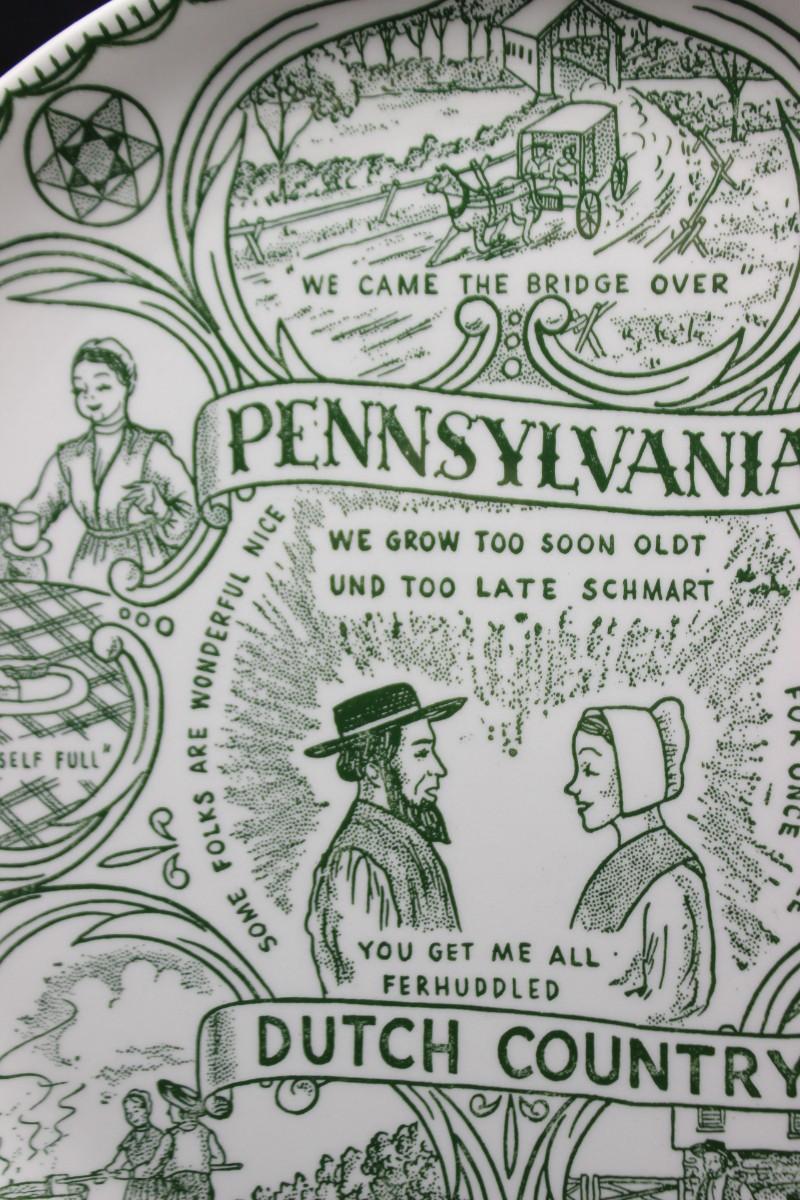 "WE CAME THE BRIDGE OVER
PENNSYLVANIA
WE GROW TOO SOON OLDT
UND TOO LATE SCHMART
SOME FOLKS ARE WONDERFUL NICE
SELF FULL"
FOR ONCE
YOU GET ME ALL
FERHUDDLED
DUTCH COUNTRY